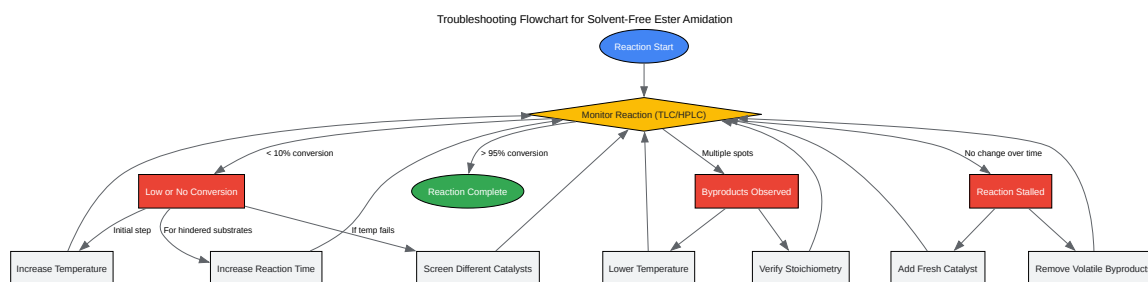 Troubleshooting Flowchart for Solvent-Free Ester Amidation
Reaction Start
Monitor Reaction (TLC/HPLC)
< 10% conversion
> 95% conversion
Multiple spots
No change over time
Low or No Conversion
Reaction Complete
Byproducts Observed
Reaction Stalled
Initial step
For hindered substrates
If temp fails
Increase Temperature
Increase Reaction Time
Screen Different Catalysts
Lower Temperature
Verify Stoichiometry
Add Fresh Catalyst
Remove Volatile Byproducts